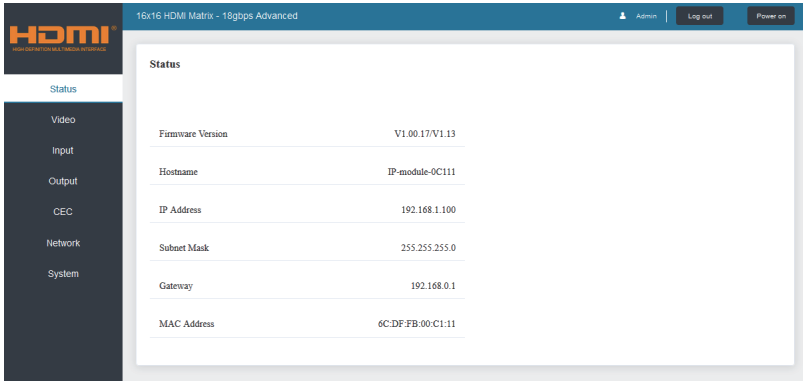 HDMI®
HIGH DEFINITION MULTIMEDIA INTERFACE
16x16 HDMI Matrix - 18gbps Advanced
Admin
Log out
Power on
Status
Video
Input
Output
CEC
Network
System
Status
Firmware Version V1.00.17/V1.13
Hostname IP-module-0C111
IP Address 192.168.1.100
Subnet Mask 255.255.255.0
Gateway 192.168.0.1
MAC Address 6C:DF:FB:00:C1:11